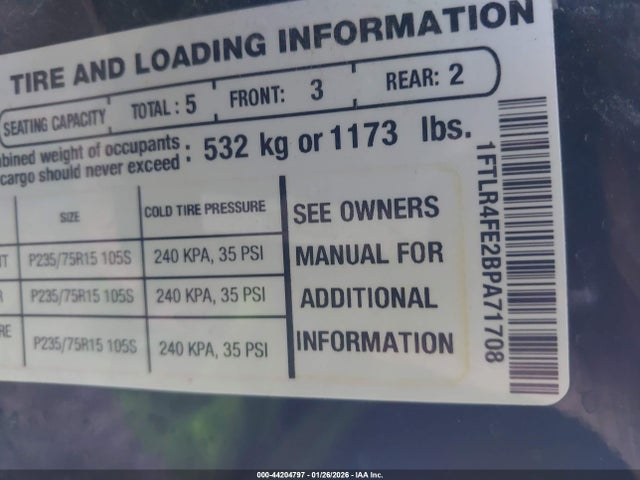 TIRE AND LOADING INFORMATION
SEATING CAPACITY TOTAL : 5 FRONT: 3 REAR: 2
of occupants
cargo should never exceed : 532 kg or 1173 lbs.
SIZE COLD TIRE PRESSURE SEE OWNERS
P235/75R15 105S 240 KPA, 35 PSI MANUAL FOR
P235/75R15 105S 240 KPA, 35 PSI ADDITIONAL
P235/75R15 105S 240 KPA, 35 PSI INFORMATION
1FTLR4FE2BPA71708
000-44204797 - 01/26/2026 - IAA Inc.